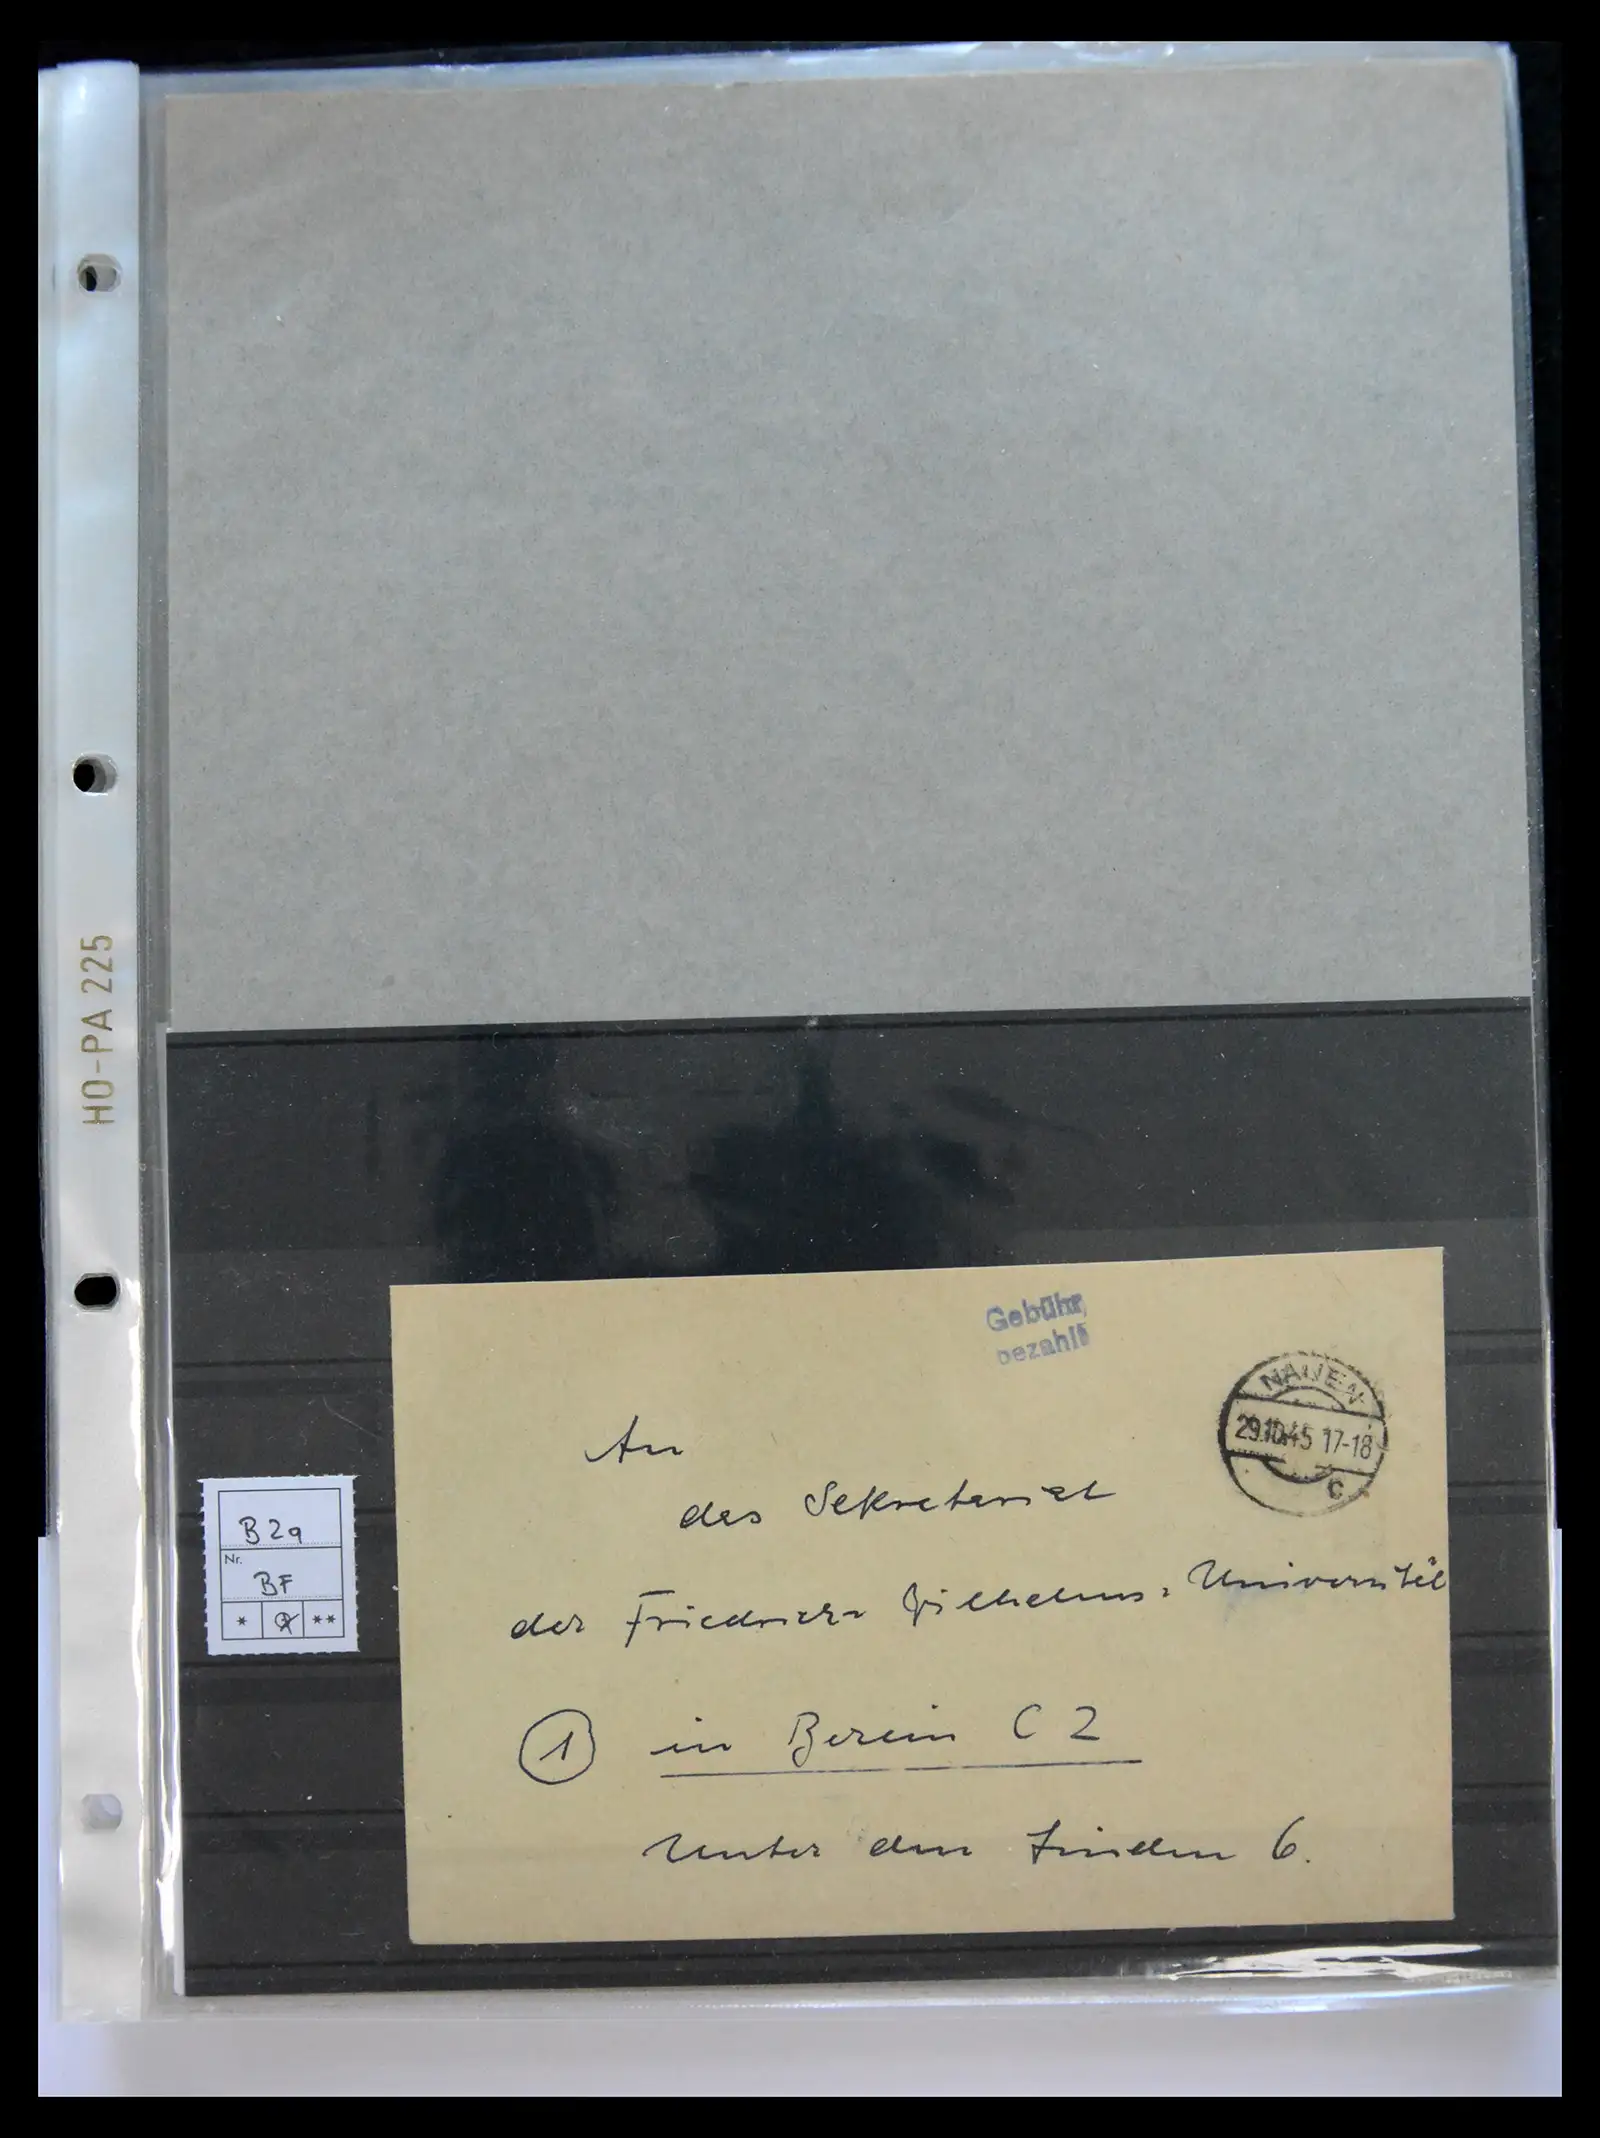 HO-PA 225
Gebühr
bezahlt
NAUEN
29.10.45 17-18
c
An
das Sekretariat
der Friedrich-Wilhelms-Universität
1 in Berlin C 2
Unter den Linden 6.
B2a
Nr.
BF
* **